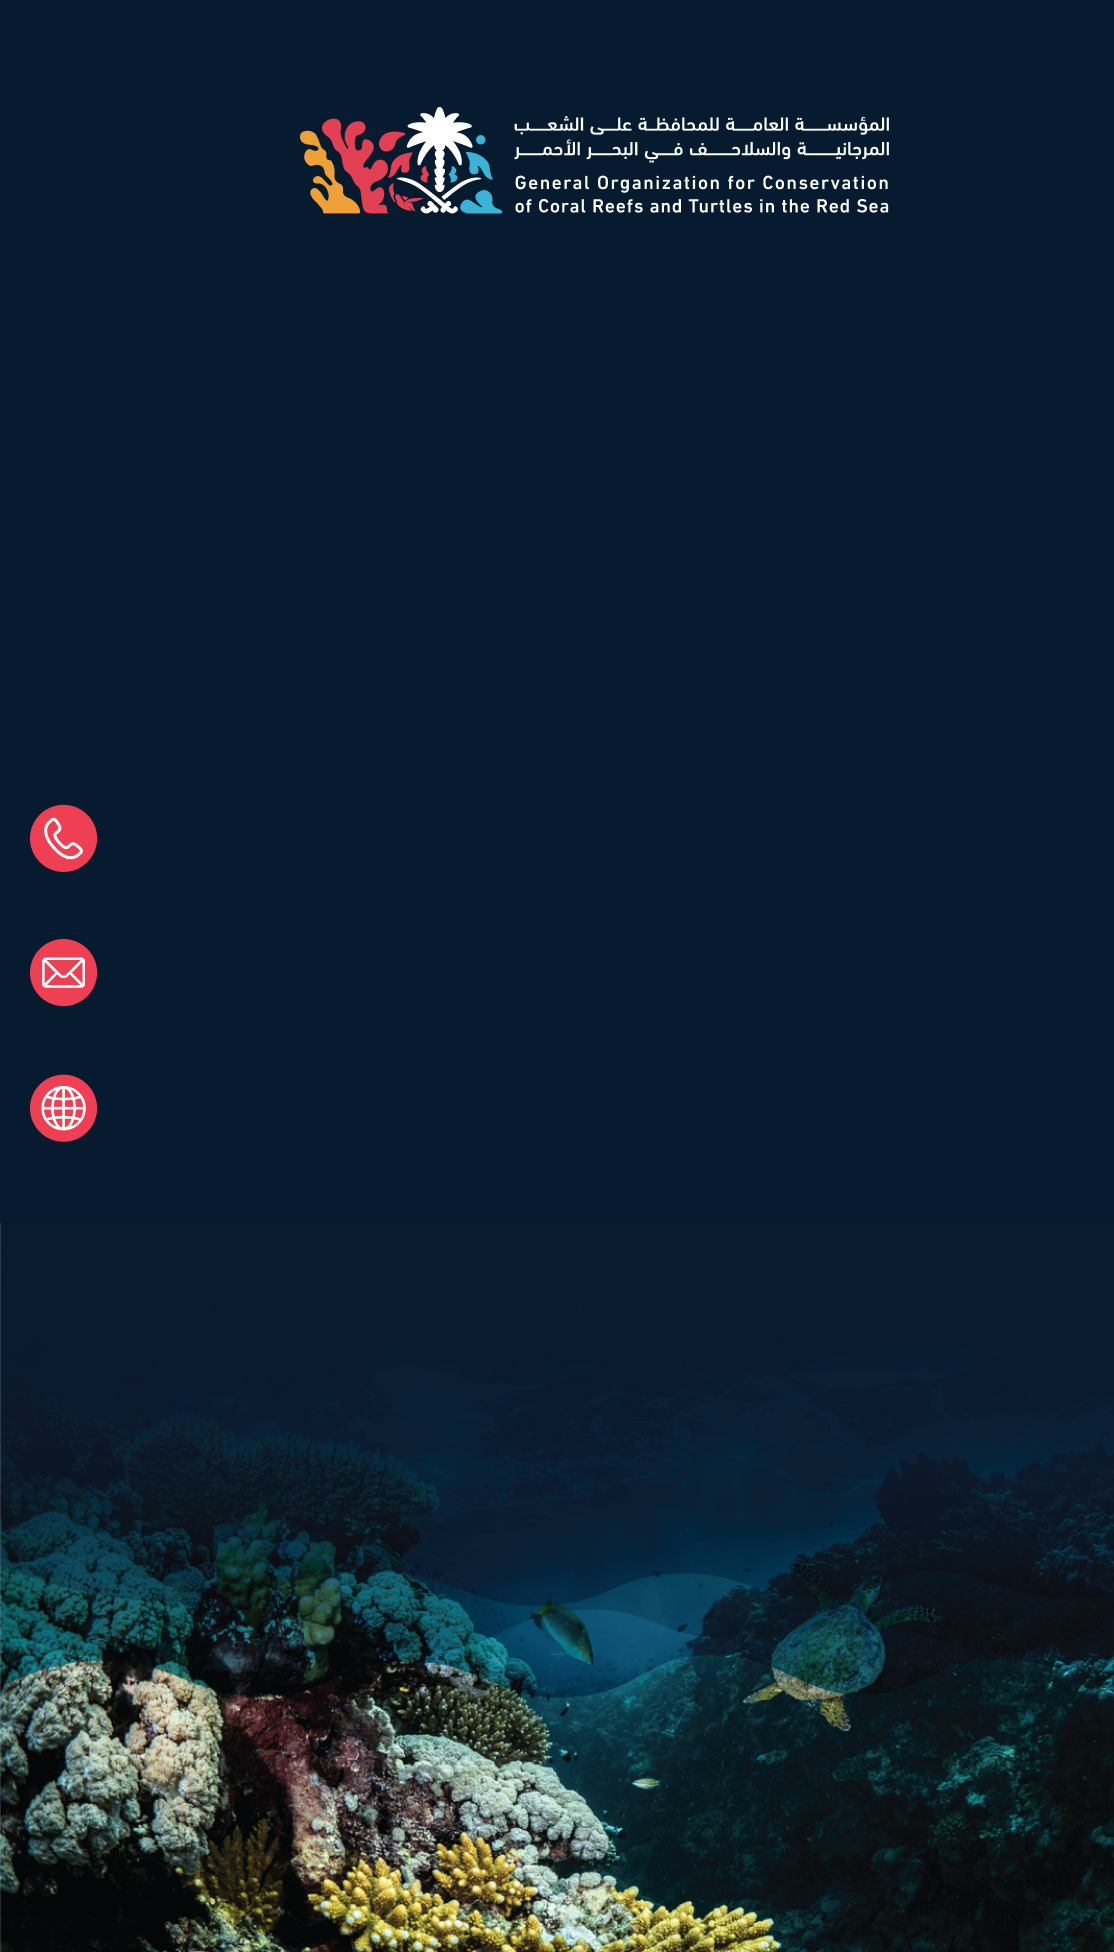 المؤسسة العامة للمحافظة على الشعب
المرجانية والسلاحف في البحر الأحمر
General Organization for Conservation
of Coral Reefs and Turtles in the Red Sea